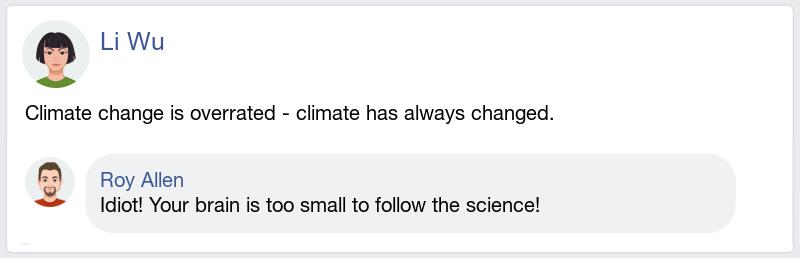 Li Wu
Climate change is overrated - climate has always changed.
Roy Allen
Idiot! Your brain is too small to follow the science!